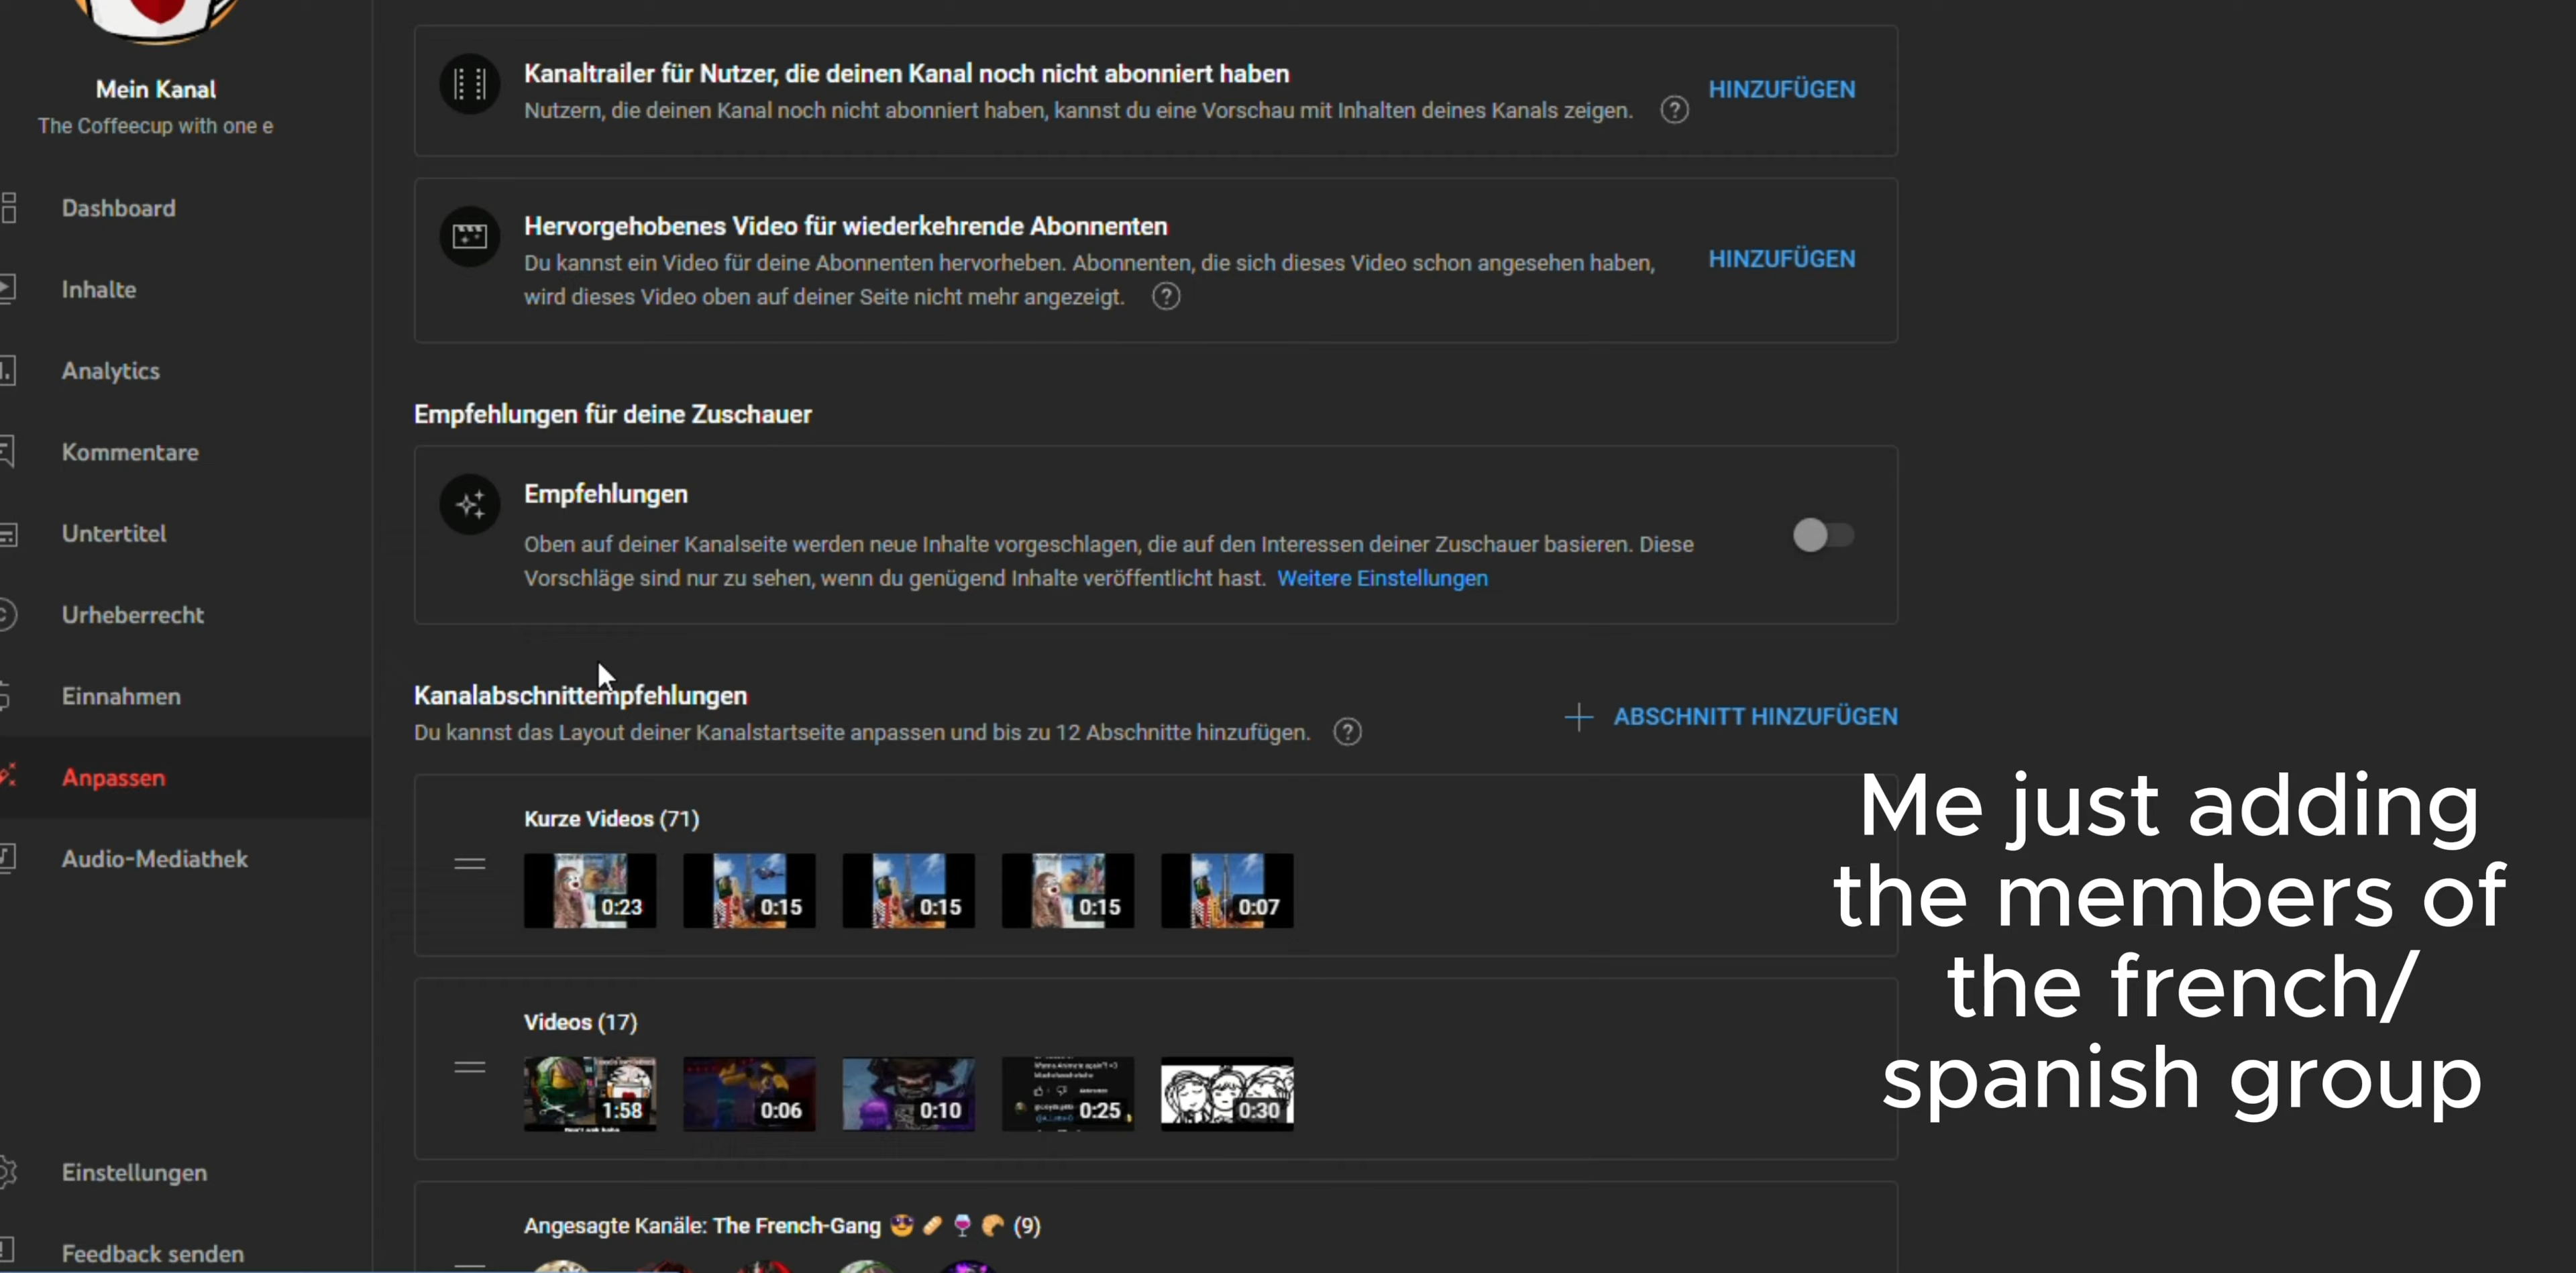 Mein Kanal
The Coffeecup with one e
Dashboard
Inhalte
Analytics
Kommentare
Untertitel
Urheberrecht
Einnahmen
Anpassen
Audio-Mediathek
Einstellungen
Feedback senden
Kanaltrailer für Nutzer, die deinen Kanal noch nicht abonniert haben
Nutzern, die deinen Kanal noch nicht abonniert haben, kannst du eine Vorschau mit Inhalten deines Kanals zeigen.
HINZUFÜGEN
Hervorgehobenes Video für wiederkehrende Abonnenten
Du kannst ein Video für deine Abonnenten hervorheben. Abonnenten, die sich dieses Video schon angesehen haben,
wird dieses Video oben auf deiner Seite nicht mehr angezeigt.
HINZUFÜGEN
Empfehlungen für deine Zuschauer
Empfehlungen
Oben auf deiner Kanalseite werden neue Inhalte vorgeschlagen, die auf den Interessen deiner Zuschauer basieren. Diese
Vorschläge sind nur zu sehen, wenn du genügend Inhalte veröffentlicht hast. Weitere Einstellungen
Kanalabschnittempfehlungen
Du kannst das Layout deiner Kanalstartseite anpassen und bis zu 12 Abschnitte hinzufügen.
ABSCHNITT HINZUFÜGEN
Kurze Videos (71)
0:23 0:15 0:15 0:15 0:07
Videos (17)
1:58 0:06 0:10 0:25 0:30
Angesagte Kanäle: The French-Gang 😎 🥖 🍷 🥐 (9)
Me just adding
the members of
the french/
spanish group